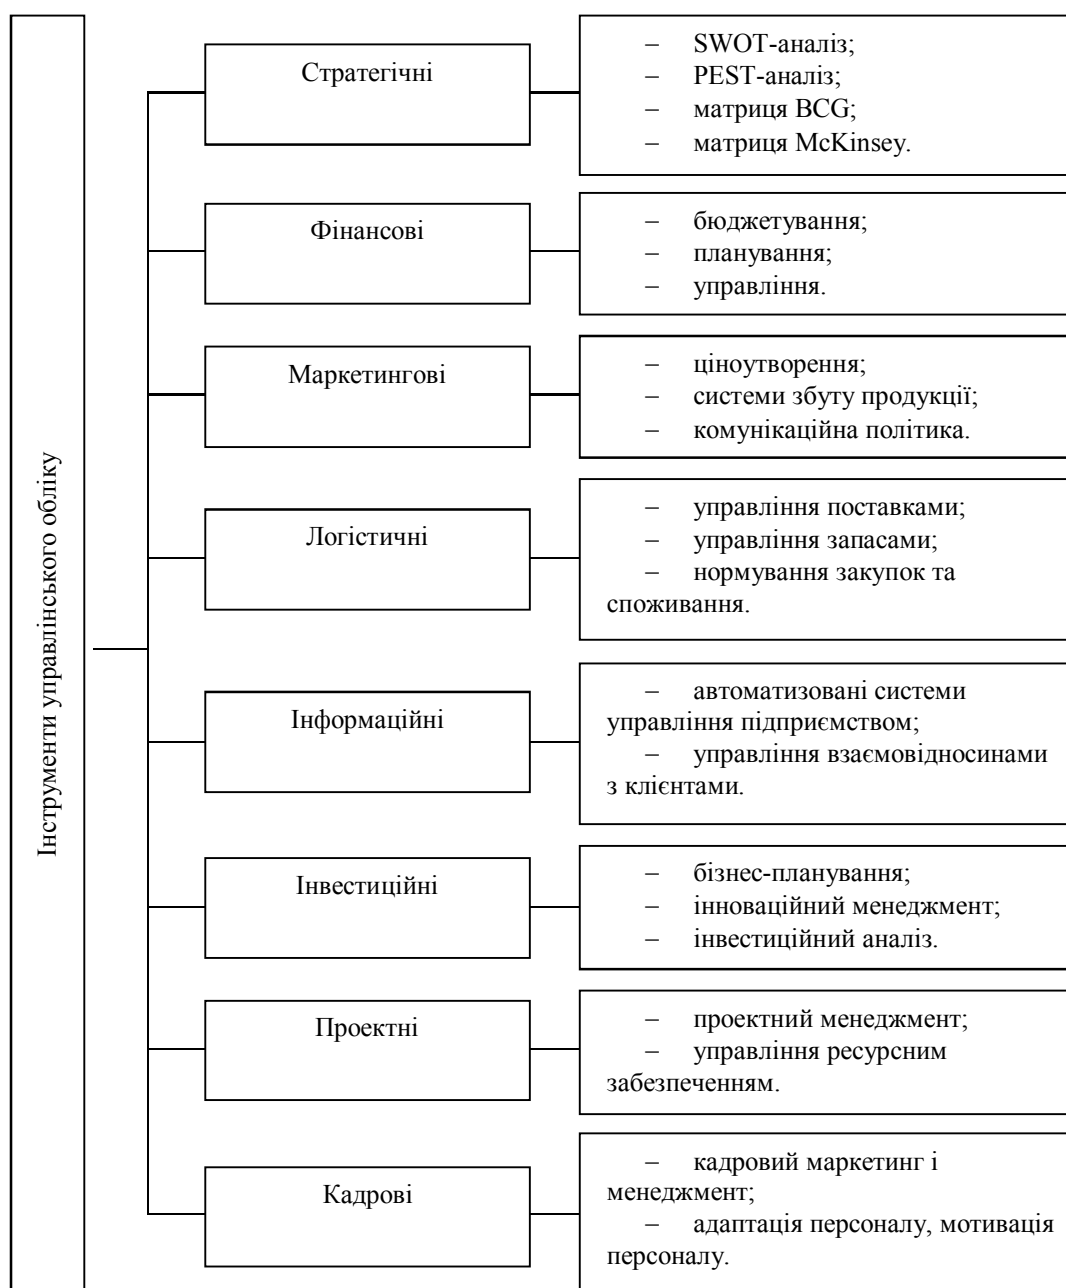 Інструменти управлінського обліку
Стратегічні
– SWOT-аналіз;
– PEST-аналіз;
– матриця BCG;
– матриця McKinsey.
Фінансові
– бюджетування;
– планування;
– управління.
Маркетингові
– ціноутворення;
– системи збуту продукції;
– комунікаційна політика.
Логістичні
– управління поставками;
– управління запасами;
– нормування закупок та
споживання.
Інформаційні
– автоматизовані системи
управління підприємством;
– управління взаємовідносинами
з клієнтами.
Інвестиційні
– бізнес-планування;
– інноваційний менеджмент;
– інвестиційний аналіз.
Проектні
– проектний менеджмент;
– управління ресурсним
забезпеченням.
Кадрові
– кадровий маркетинг і
менеджмент;
– адаптація персоналу, мотивація
персоналу.